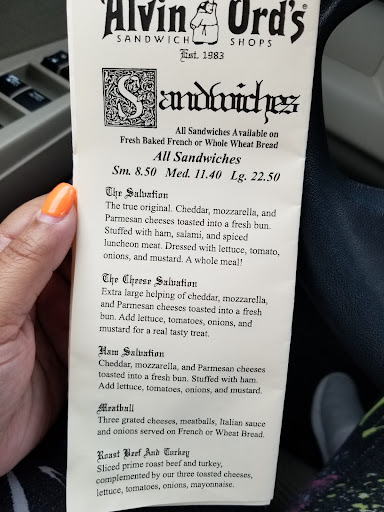 Alvin Ord's
SANDWICH SHOPS
Est. 1983
Sandwiches
All Sandwiches Available on
Fresh Baked French or Whole Wheat Bread
All Sandwiches
Sm. 8.50 Med. 11.40 Lg. 22.50
The Salvation
The true original. Cheddar, mozzarella, and
Parmesan cheeses toasted into a fresh bun.
Stuffed with ham, salami, and spiced
luncheon meat. Dressed with lettuce, tomato,
onions, and mustard. A whole meal!
The Cheese Salvation
Extra large helping of cheddar, mozzarella,
and Parmesan cheeses toasted into a fresh
bun. Add lettuce, tomatoes, onions, and
mustard for a real tasty treat.
Ham Salvation
Cheddar, mozzarella, and Parmesan cheeses
toasted into a fresh bun. Stuffed with ham.
Add lettuce, tomatoes, onions, and mustard.
Meatball
Three grated cheeses, meatballs, Italian sauce
and onions served on French or Wheat Bread.
Roast Beef And Turkey
Sliced prime roast beef and turkey,
complemented by our three toasted cheeses,
lettuce, tomatoes, onions, mayonnaise.